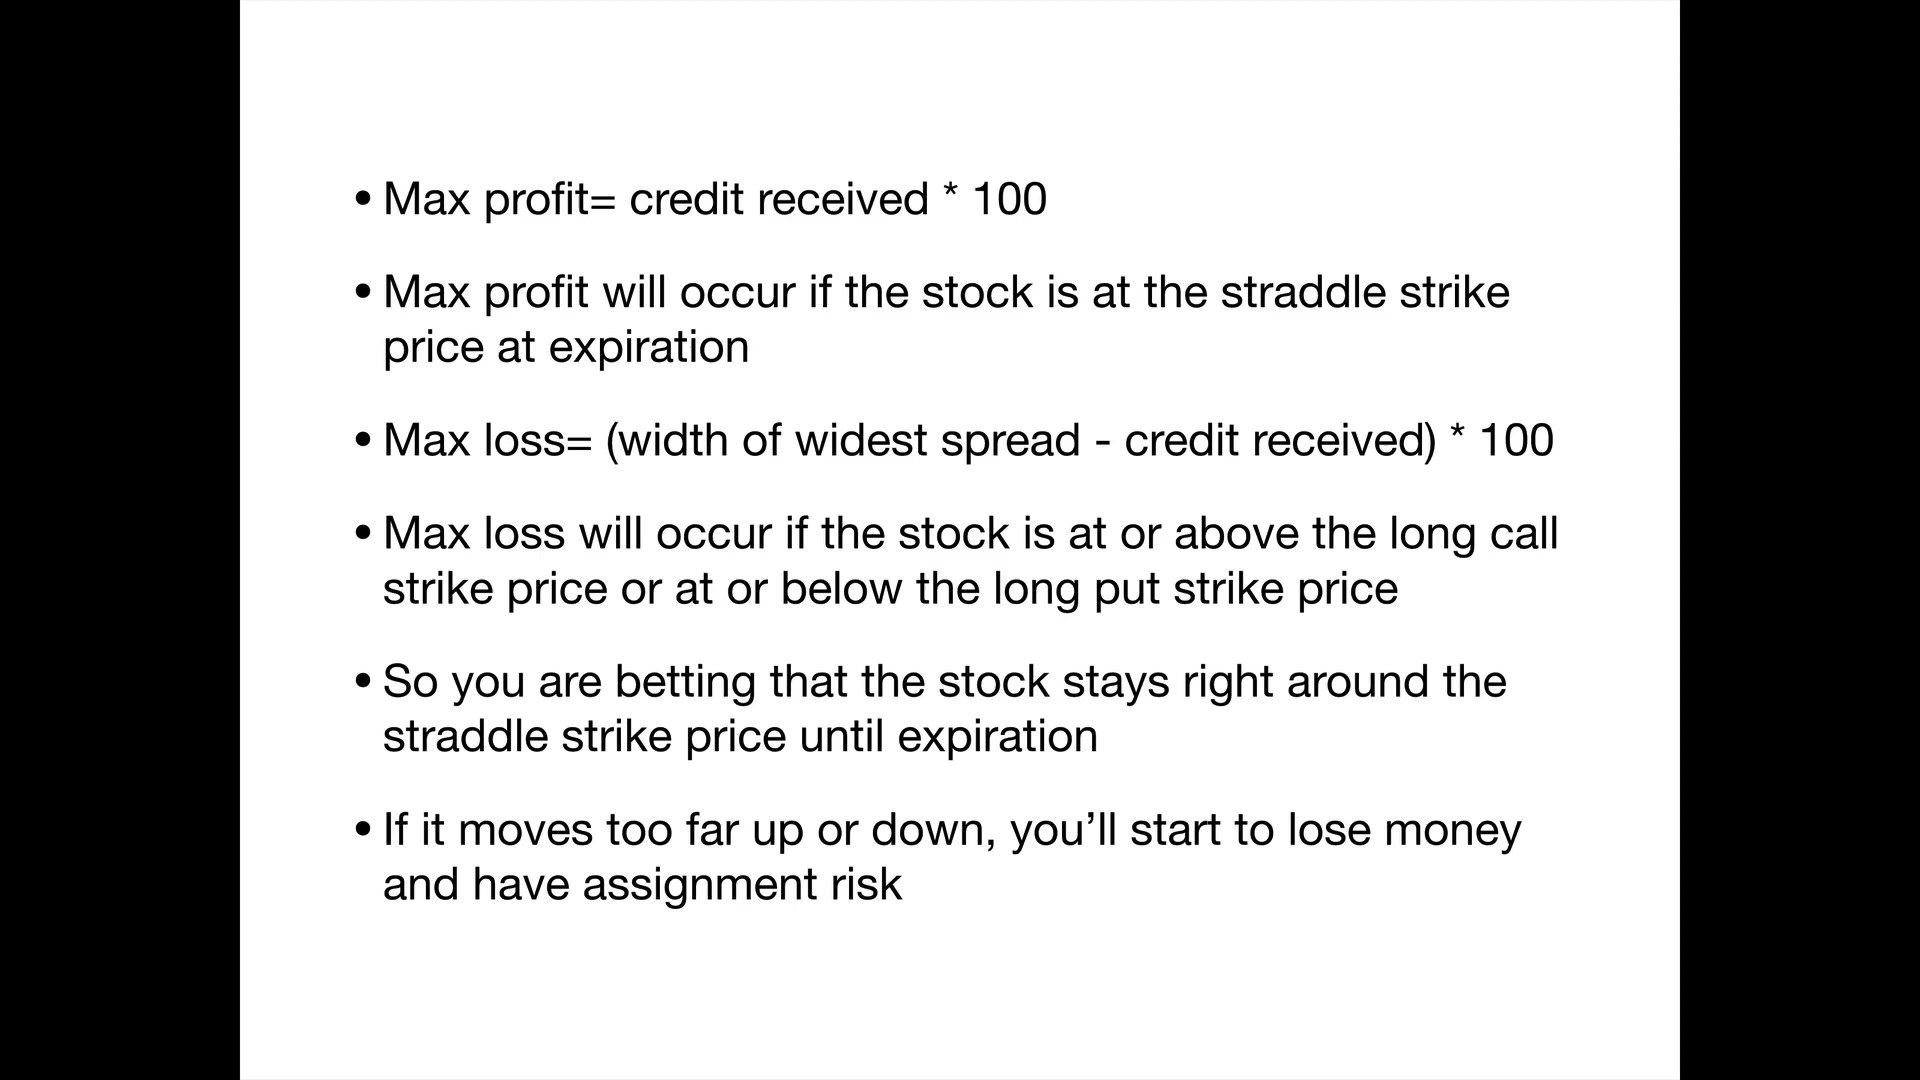 • Max profit= credit received * 100
• Max profit will occur if the stock is at the straddle strike
price at expiration
• Max loss= (width of widest spread - credit received) * 100
• Max loss will occur if the stock is at or above the long call
strike price or at or below the long put strike price
• So you are betting that the stock stays right around the
straddle strike price until expiration
• If it moves too far up or down, you’ll start to lose money
and have assignment risk